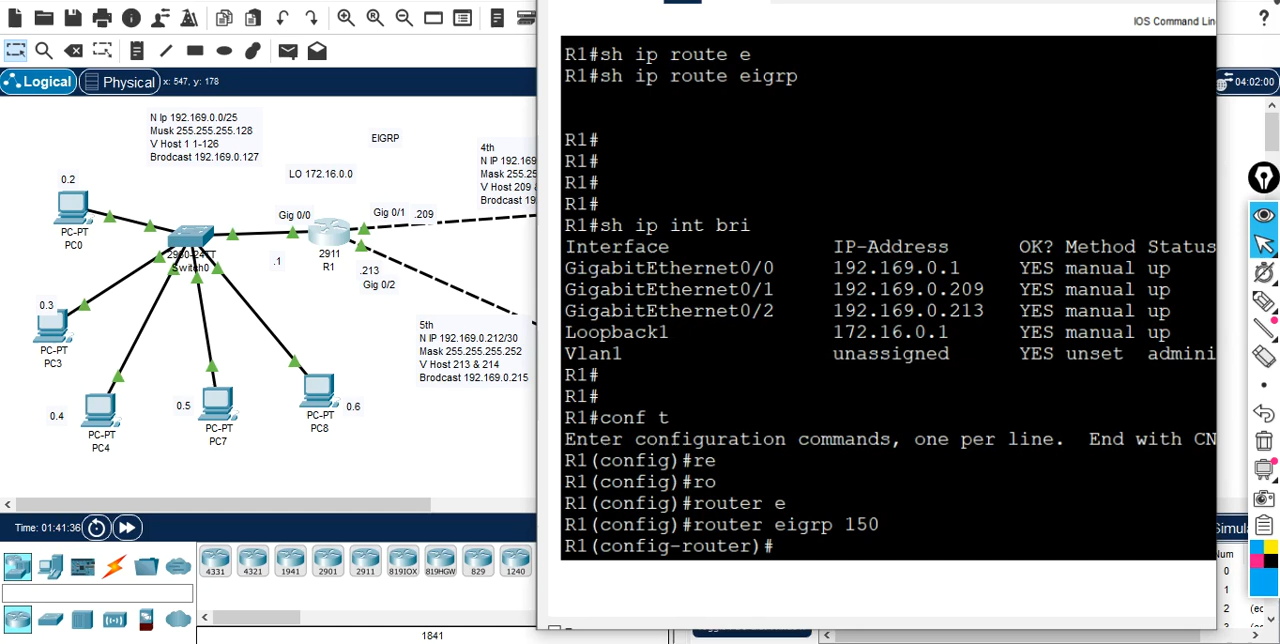 IOS Command Lin
Logical
Physical
x: 547, y: 178
04:02:00
N Ip 192.169.0.0/25
Musk 255.255.255.128
V Host 1 1-126
Brodcast 192.169.0.127
EIGRP
LO 172.16.0.0
4th
N IP 192.169
Mask 255.25
V Host 209 &
Brodcast 19
0.2
PC-PT
PC0
2960-24TT
Switch0
Gig 0/0
.1
2911
R1
Gig 0/1
.209
.213
Gig 0/2
0.3
PC-PT
PC3
0.4
PC-PT
PC4
0.5
PC-PT
PC7
0.6
PC-PT
PC8
5th
N IP 192.169.0.212/30
Mask 255.255.255.252
V Host 213 & 214
Brodcast 192.169.0.215
R1#sh ip route e
R1#sh ip route eigrp
R1#
R1#
R1#
R1#
R1#sh ip int bri
Interface IP-Address OK? Method Status
GigabitEthernet0/0 192.169.0.1 YES manual up
GigabitEthernet0/1 192.169.0.209 YES manual up
GigabitEthernet0/2 192.169.0.213 YES manual up
Loopback1 172.16.0.1 YES manual up
Vlan1 unassigned YES unset admini
R1#
R1#
R1#conf t
Enter configuration commands, one per line. End with CN
R1(config)#re
R1(config)#ro
R1(config)#router e
R1(config)#router eigrp 150
R1(config-router)#
Time: 01:41:36
4331
4321
1941
2901
2911
819IOX
819HGW
829
1240
1841
Simul
Num
0
1
2
(ec